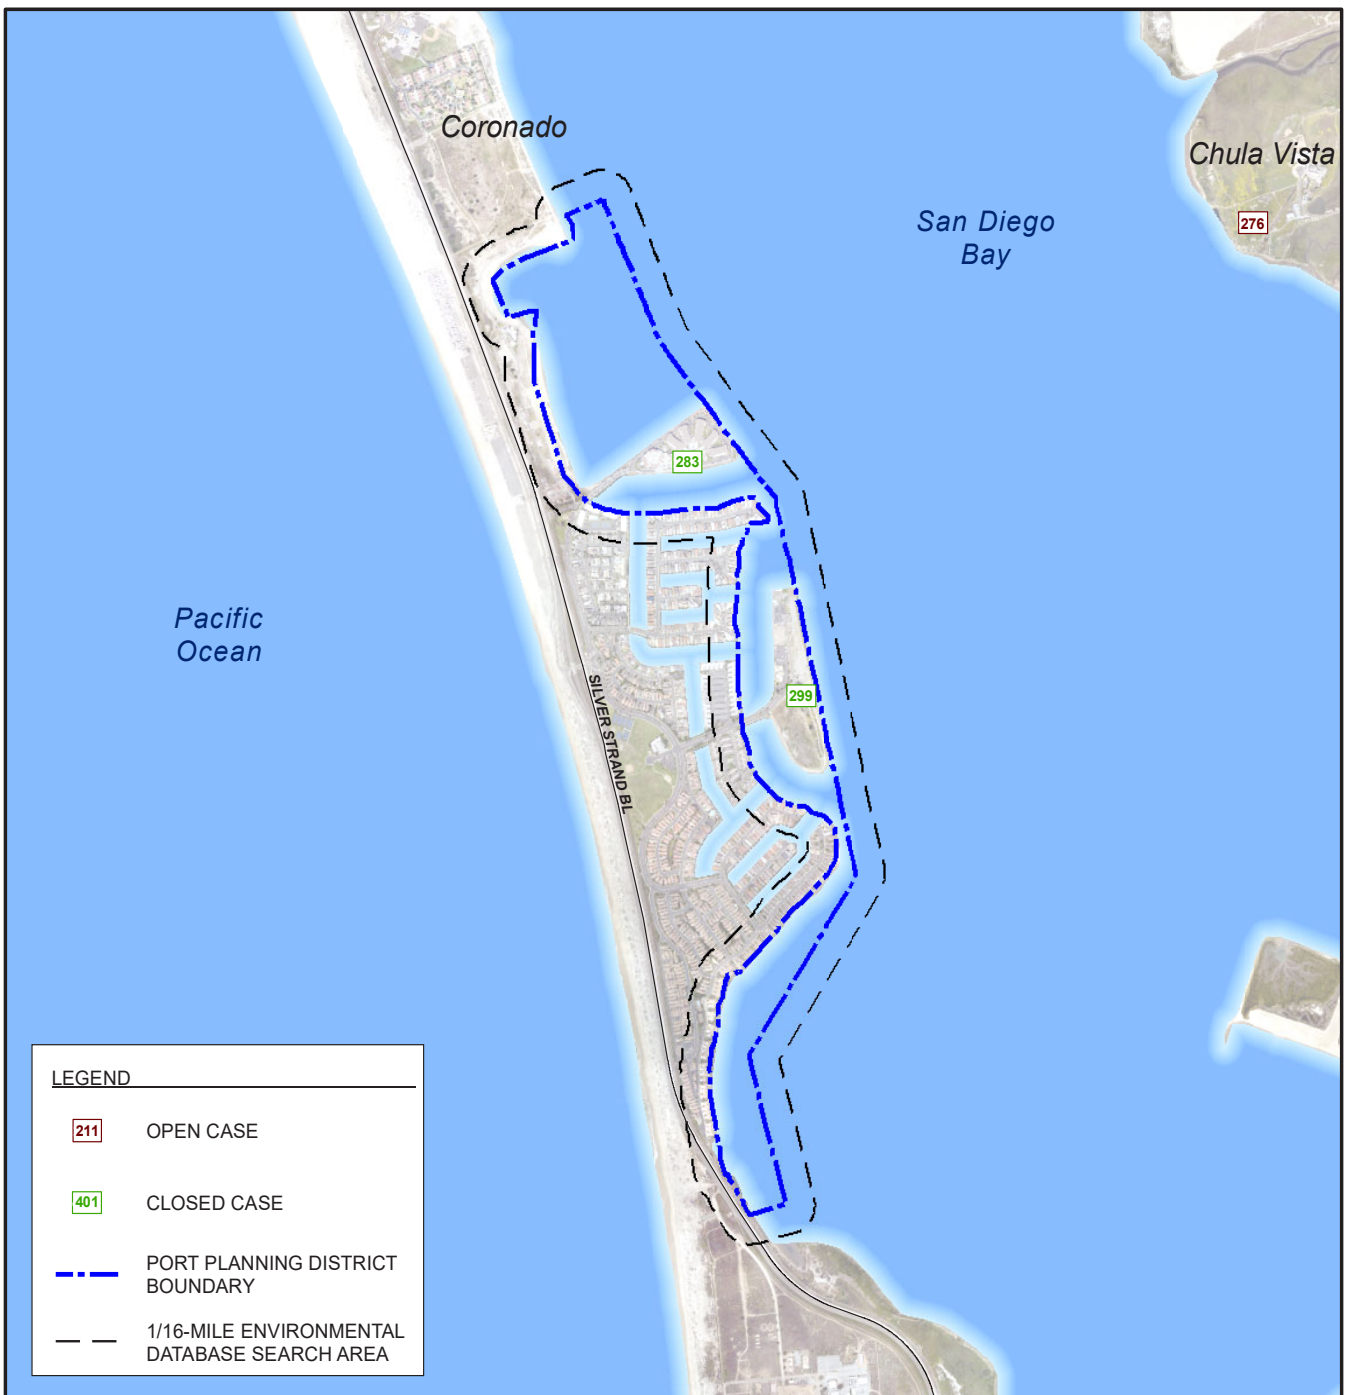 Coronado
Chula Vista
San Diego
Bay
276
283
Pacific
Ocean
SILVER STRAND BL
299
LEGEND
211 OPEN CASE
401 CLOSED CASE
PORT PLANNING DISTRICT
BOUNDARY
1/16-MILE ENVIRONMENTAL
DATABASE SEARCH AREA